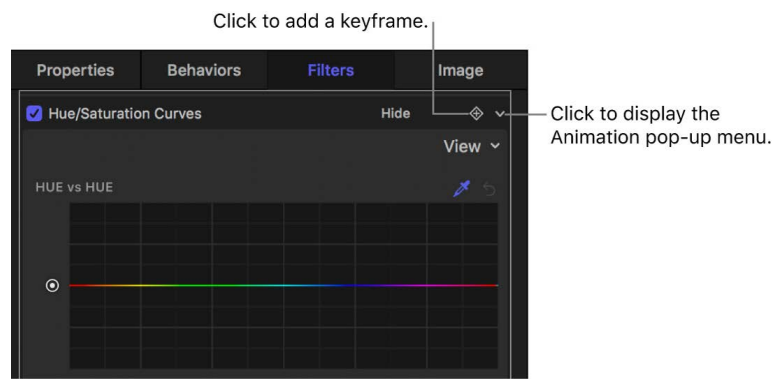 Click to add a keyframe.
Properties Behaviors Filters Image
Hue/Saturation Curves Hide
Click to display the
Animation pop-up menu.
View
HUE vs HUE